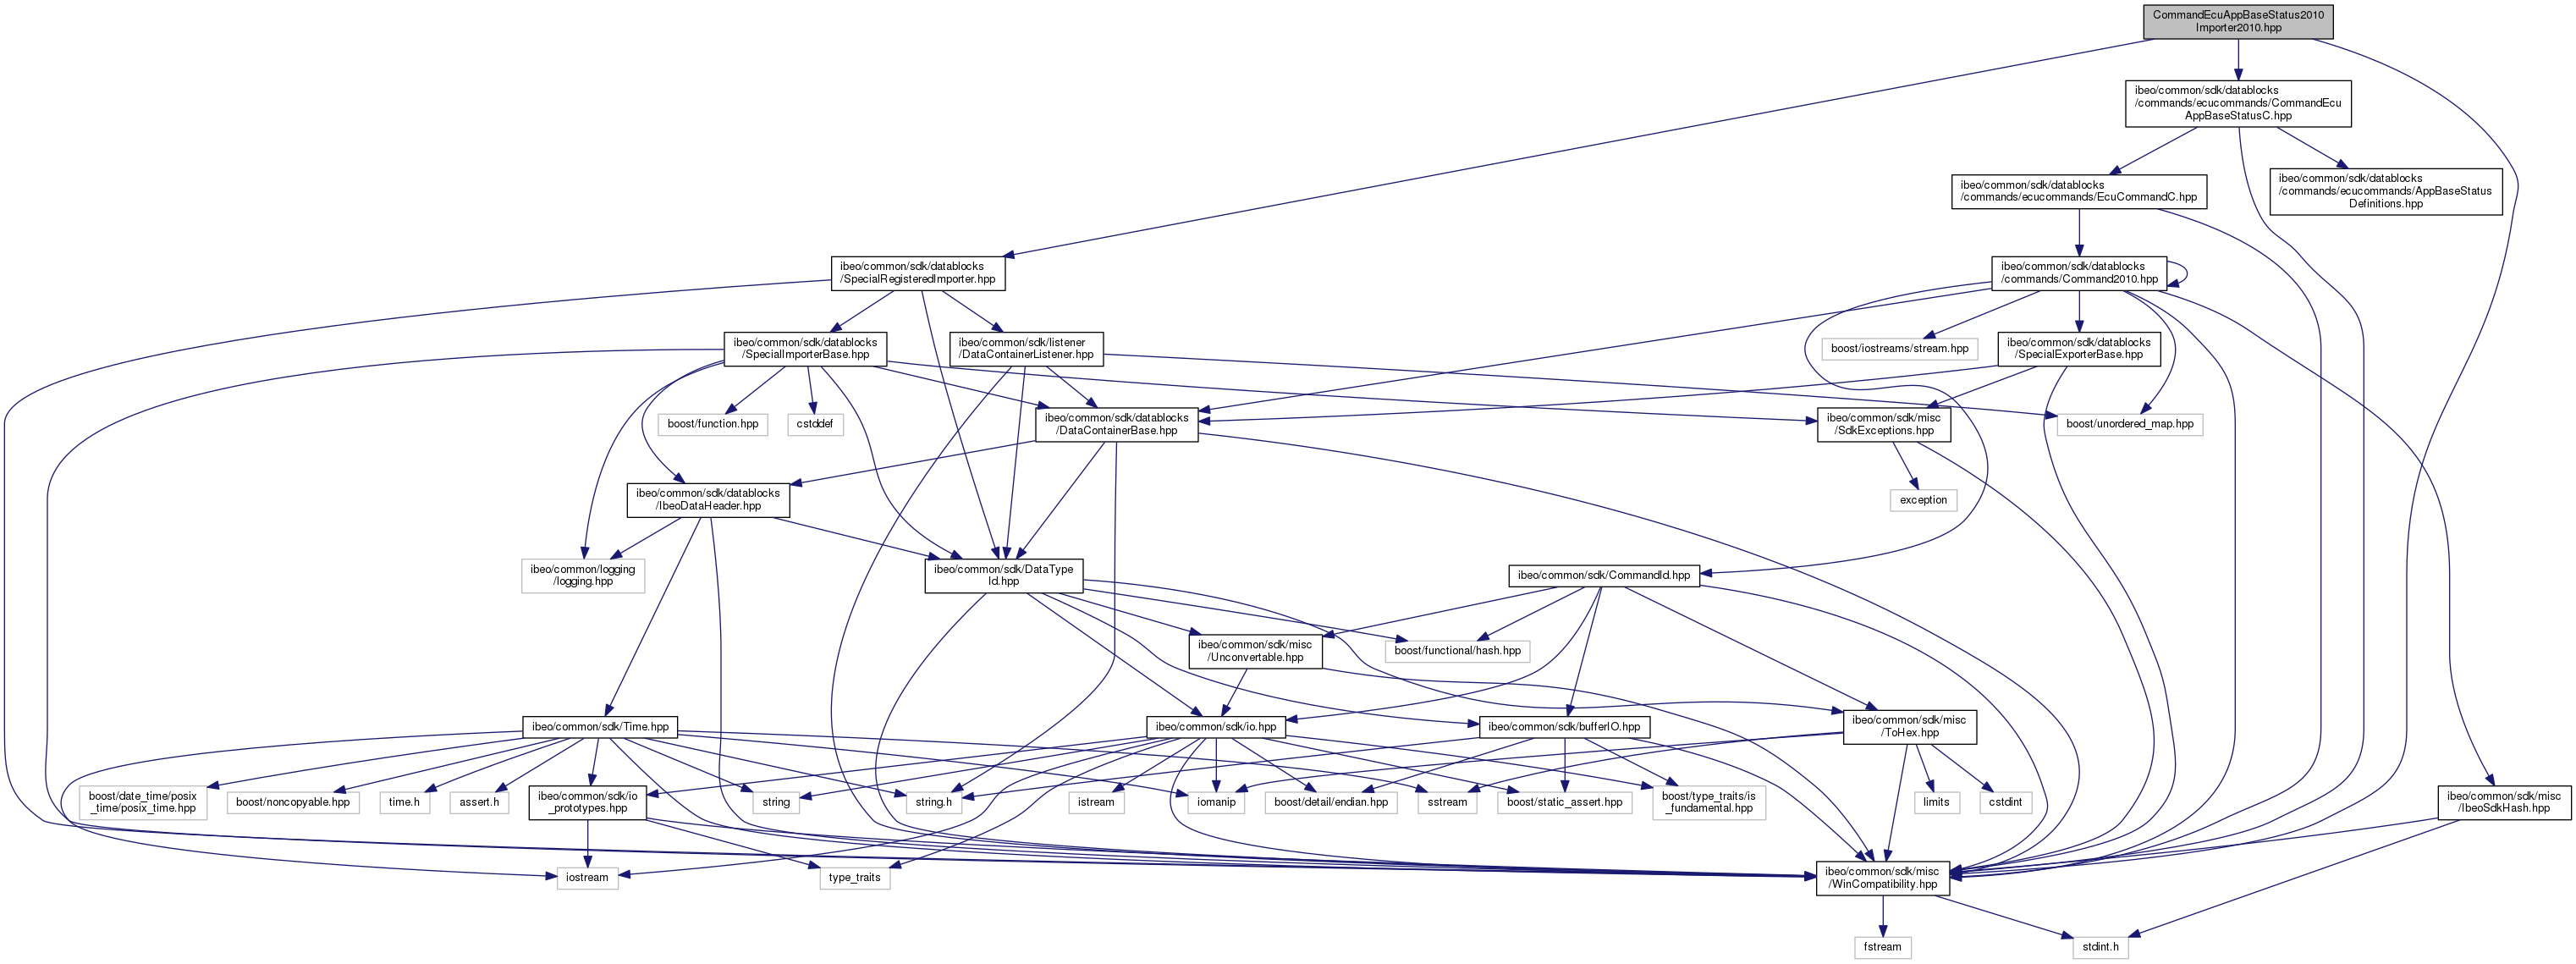 CommandEcuAppBaseStatus2010
Importer2010.hpp
ibeo/common/sdk/datablocks
/commands/ecucommands/CommandEcu
AppBaseStatusC.hpp
ibeo/common/sdk/datablocks
/commands/ecucommands/EcuCommandC.hpp
ibeo/common/sdk/datablocks
/commands/ecucommands/AppBaseStatus
Definitions.hpp
ibeo/common/sdk/datablocks
/SpecialRegisteredImporter.hpp
ibeo/common/sdk/datablocks
/commands/Command2010.hpp
ibeo/common/sdk/datablocks
/SpecialImporterBase.hpp
ibeo/common/sdk/listener
/DataContainerListener.hpp
boost/iostreams/stream.hpp
ibeo/common/sdk/datablocks
/SpecialExporterBase.hpp
boost/function.hpp
cstddef
ibeo/common/sdk/datablocks
/DataContainerBase.hpp
ibeo/common/sdk/misc
/SdkExceptions.hpp
boost/unordered_map.hpp
ibeo/common/sdk/datablocks
/IbeoDataHeader.hpp
exception
ibeo/common/logging
/logging.hpp
ibeo/common/sdk/DataType
Id.hpp
ibeo/common/sdk/CommandId.hpp
ibeo/common/sdk/misc
/Unconvertable.hpp
boost/functional/hash.hpp
ibeo/common/sdk/Time.hpp
ibeo/common/sdk/io.hpp
ibeo/common/sdk/bufferIO.hpp
ibeo/common/sdk/misc
/ToHex.hpp
boost/date_time/posix
_time/posix_time.hpp
boost/noncopyable.hpp
time.h
assert.h
ibeo/common/sdk/io
_prototypes.hpp
string
string.h
istream
iomanip
boost/detail/endian.hpp
sstream
boost/static_assert.hpp
boost/type_traits/is
_fundamental.hpp
limits
cstdint
ibeo/common/sdk/misc
/IbeoSdkHash.hpp
iostream
type_traits
ibeo/common/sdk/misc
/WinCompatibility.hpp
fstream
stdint.h